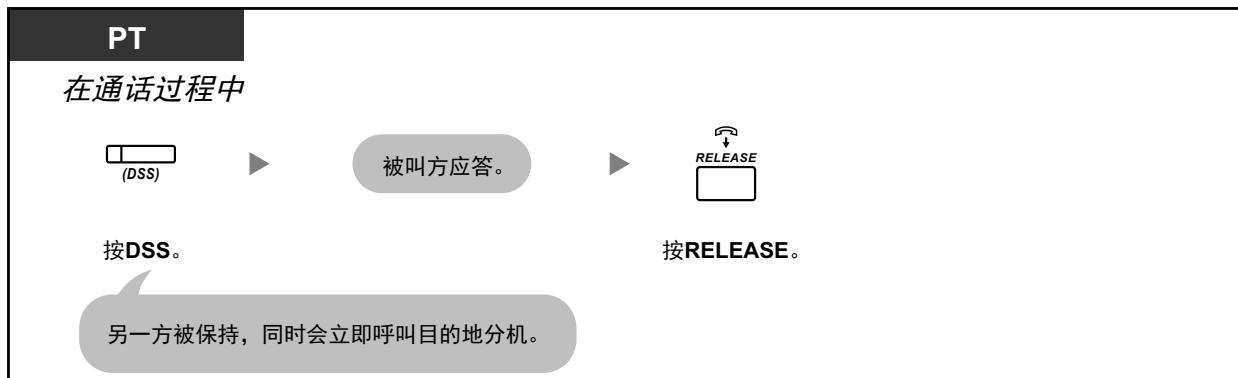 PT
在通话过程中
(DSS)
被叫方应答。
RELEASE
按DSS。
按RELEASE。
另一方被保持，同时会立即呼叫目的地分机。